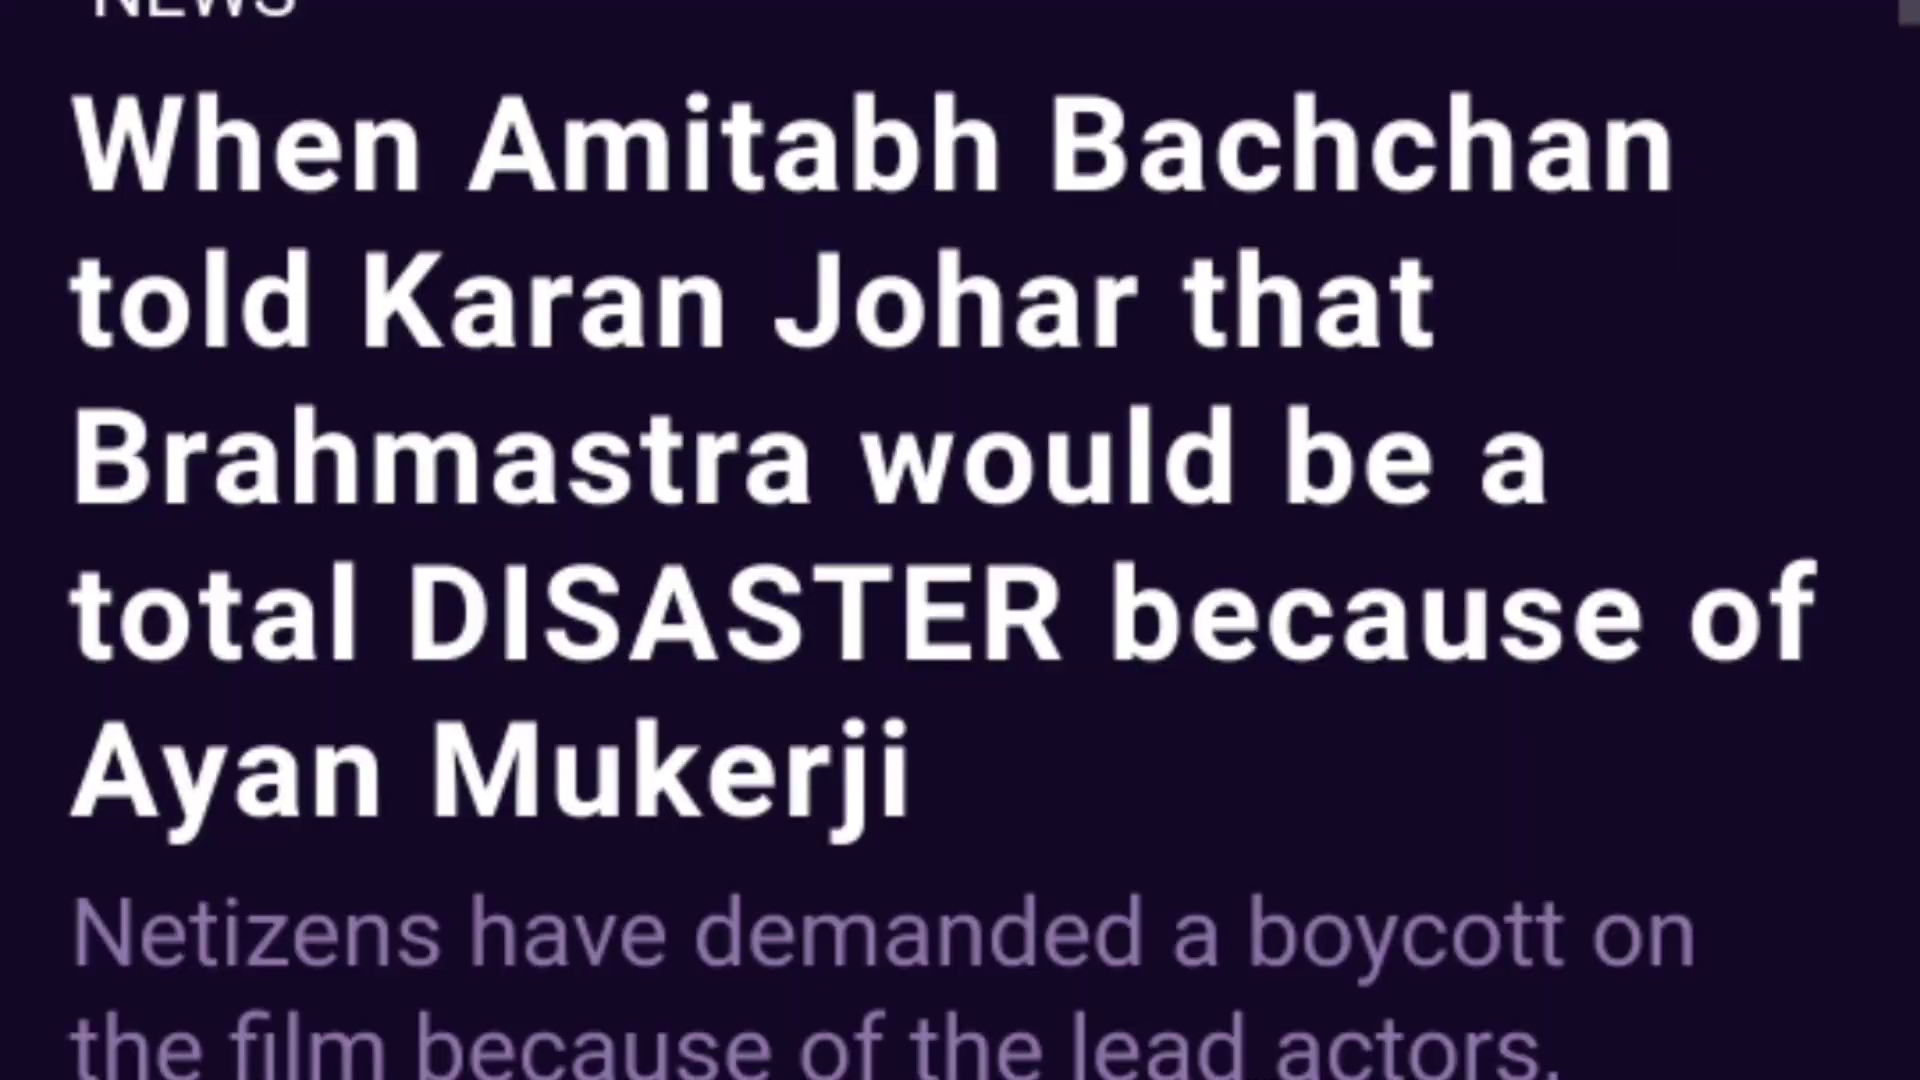 NEWS
When Amitabh Bachchan
told Karan Johar that
Brahmastra would be a
total DISASTER because of
Ayan Mukerji
Netizens have demanded a boycott on
the film because of the lead actors.